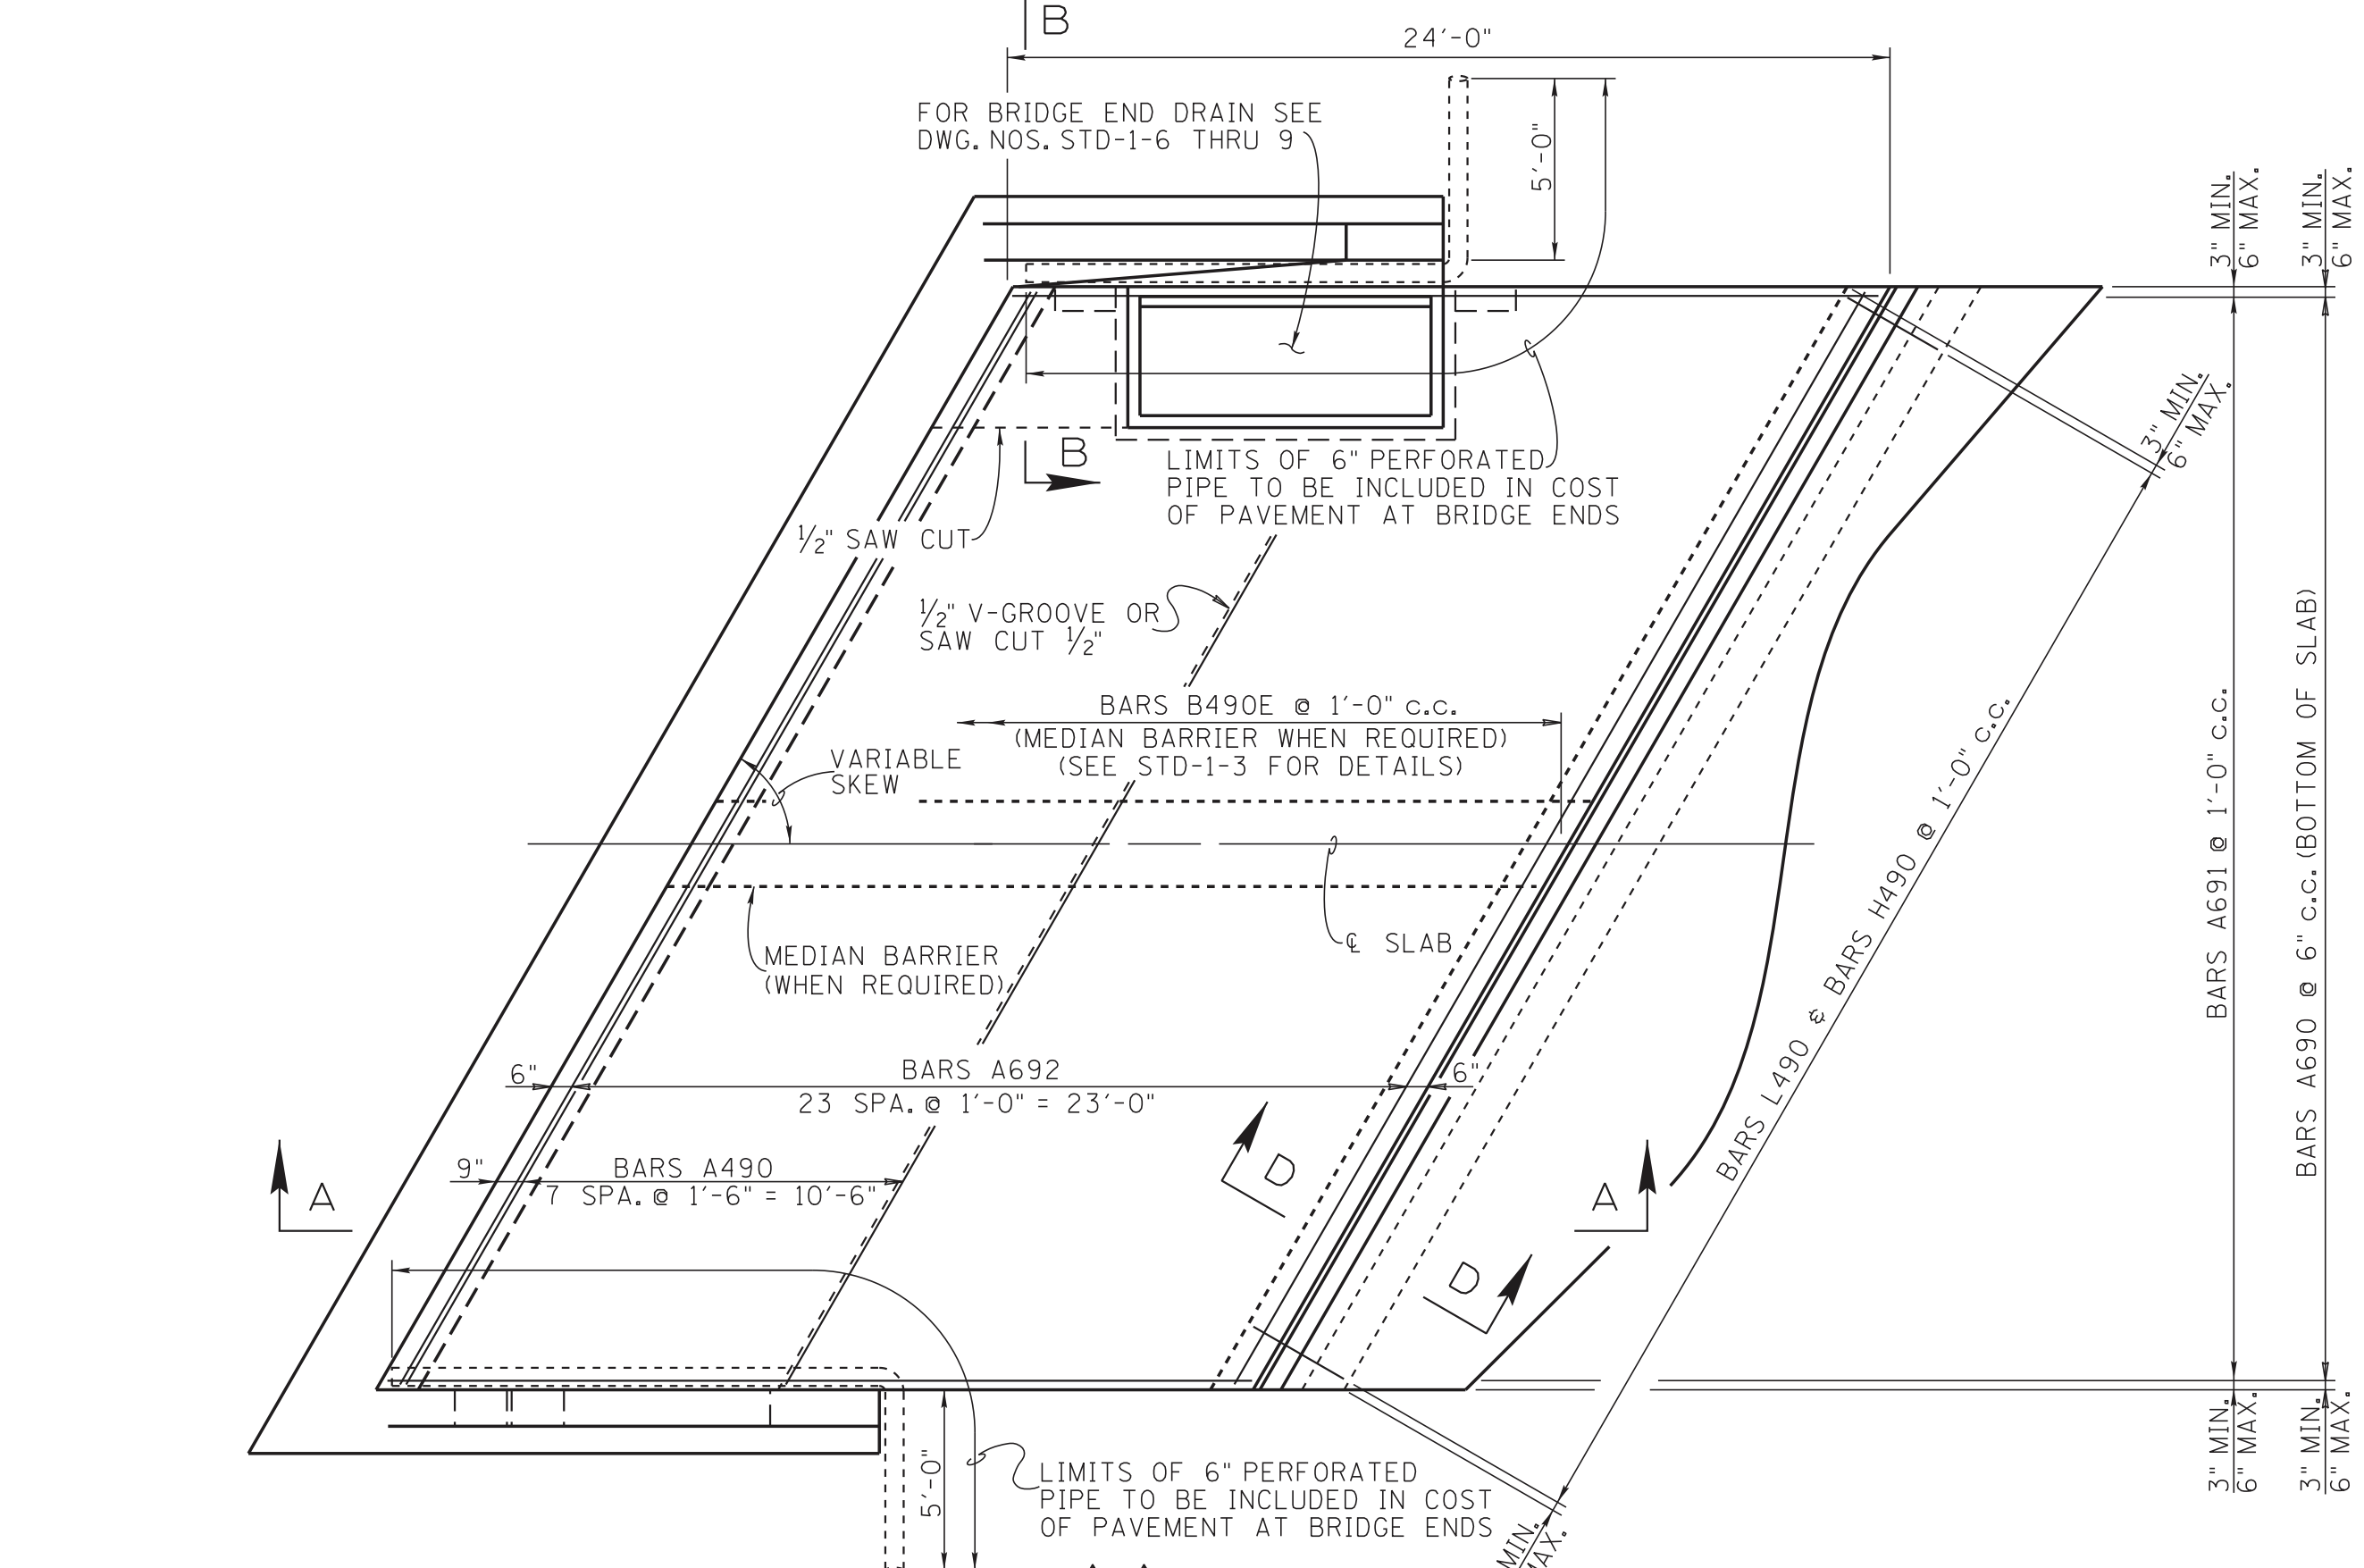 B
24'-0"
FOR BRIDGE END DRAIN SEE
DWG. NOS. STD-1-6 THRU 9
5'-0"
3" MIN.
6" MAX.
3" MIN.
6" MAX.
3" MIN.
6" MAX.
B
LIMITS OF 6" PERFORATED
PIPE TO BE INCLUDED IN COST
OF PAVEMENT AT BRIDGE ENDS
½" SAW CUT
½" V-GROOVE OR
SAW CUT ½"
BARS B490E @ 1'-0" c.c.
(MEDIAN BARRIER WHEN REQUIRED)
(SEE STD-1-3 FOR DETAILS)
VARIABLE
SKEW
BARS L490 & BARS H490 @ 1'-0" c.c.
BARS A691 @ 1'-0" c.c.
BARS A690 @ 6" c.c. (BOTTOM OF SLAB)
MEDIAN BARRIER
(WHEN REQUIRED)
℄ SLAB
6"
BARS A692
23 SPA. @ 1'-0" = 23'-0"
6"
9"
BARS A490
7 SPA. @ 1'-6" = 10'-6"
D
A
A
D
5'-0"
LIMITS OF 6" PERFORATED
PIPE TO BE INCLUDED IN COST
OF PAVEMENT AT BRIDGE ENDS
MIN.
AX.
3" MIN.
6" MAX.
3" MIN.
6" MAX.